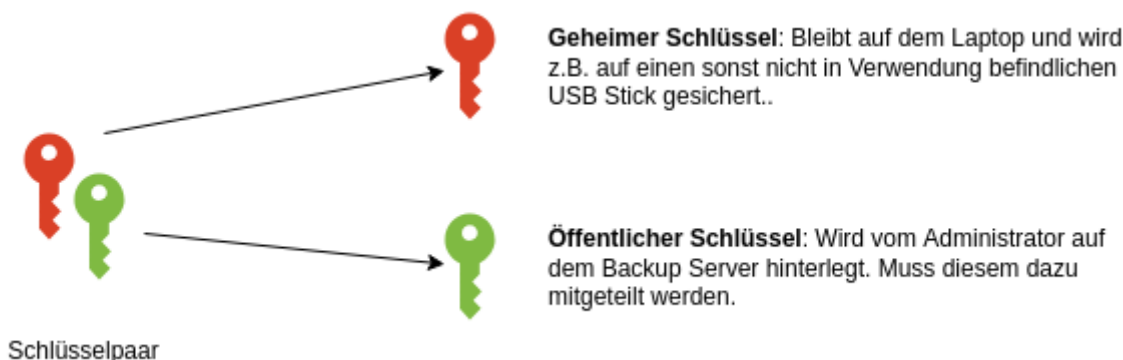 Geheimer Schlüssel: Bleibt auf dem Laptop und wird
z.B. auf einen sonst nicht in Verwendung befindlichen
USB Stick gesichert..
Öffentlicher Schlüssel: Wird vom Administrator auf
dem Backup Server hinterlegt. Muss diesem dazu
mitgeteilt werden.
Schlüsselpaar